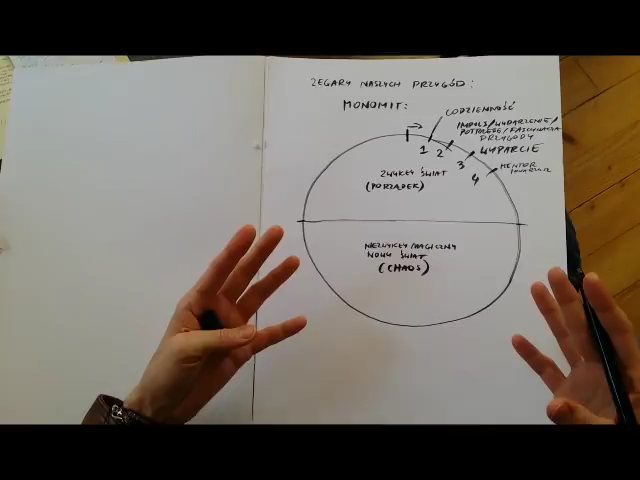 ZEGARY NASZYCH PRZYGÓD:
MONOMIT:
CODZIENNOŚĆ
IMPULS/WYDARZENIE/
POTRZEBA/FASCYNACJA
PRZYGODY
1
2
WYPARCIE
3
MENTOR
4
ZWYKŁY ŚWIAT
(PORZĄDEK)
NIEZWYKŁY/MAGICZNY
NOWY ŚWIAT
(CHAOS)